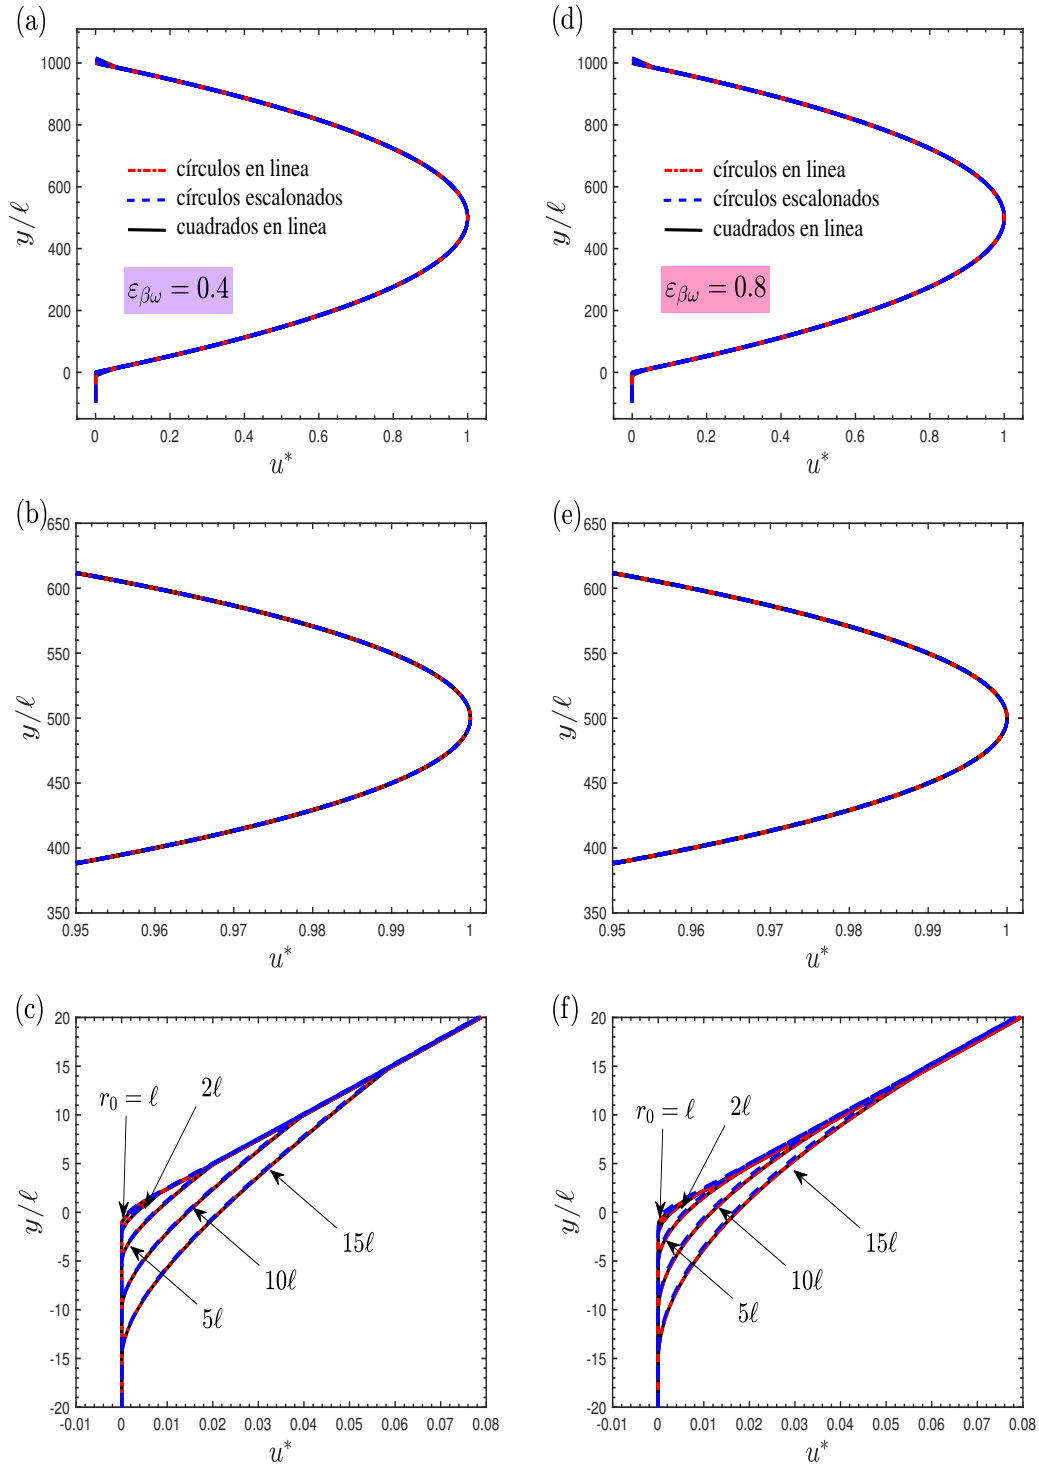 (a)
1000
800
600
400
200
0
y/ℓ
círculos en linea
círculos escalonados
cuadrados en linea
ε_βω = 0.4
0 0.2 0.4 0.6 0.8 1
u*
(d)
1000
800
600
400
200
0
y/ℓ
círculos en linea
círculos escalonados
cuadrados en linea
ε_βω = 0.8
0 0.2 0.4 0.6 0.8 1
u*
(b)
650
600
550
500
450
400
350
y/ℓ
0.95 0.96 0.97 0.98 0.99 1
u*
(e)
650
600
550
500
450
400
350
y/ℓ
0.95 0.96 0.97 0.98 0.99 1
u*
(c)
20
15
10
5
0
-5
-10
-15
-20
y/ℓ
r₀ = ℓ
2ℓ
15ℓ
10ℓ
5ℓ
-0.01 0 0.01 0.02 0.03 0.04 0.05 0.06 0.07 0.08
u*
(f)
20
15
10
5
0
-5
-10
-15
-20
y/ℓ
r₀ = ℓ
2ℓ
15ℓ
10ℓ
5ℓ
-0.01 0 0.01 0.02 0.03 0.04 0.05 0.06 0.07 0.08
u*